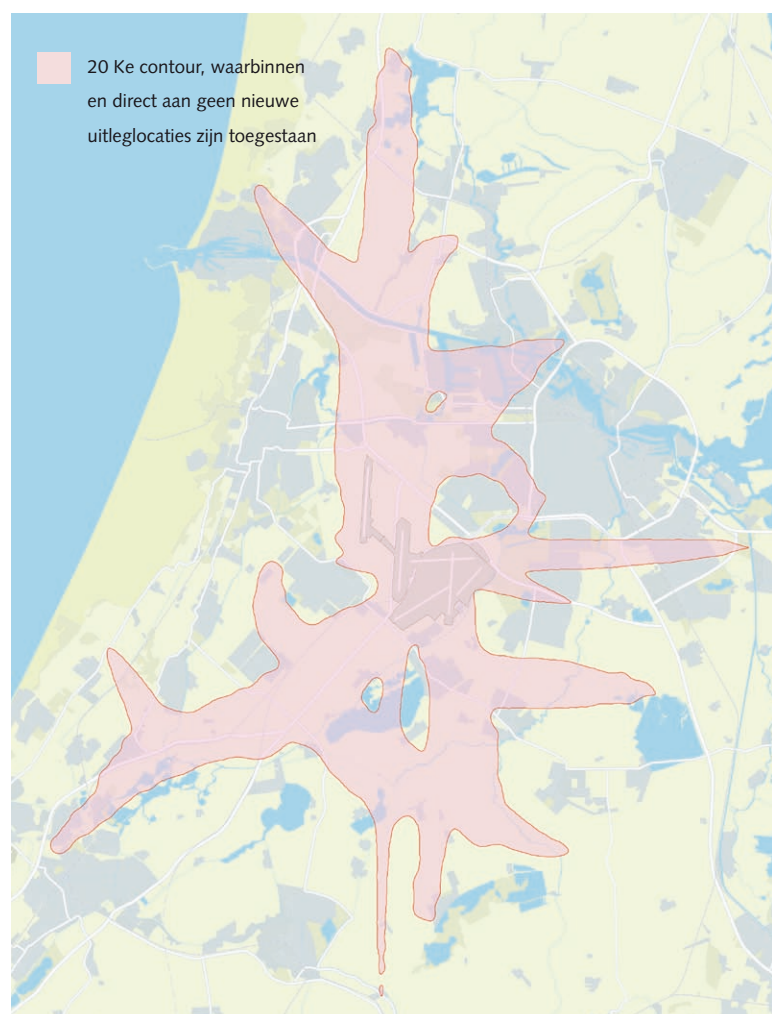 20 Ke contour, waarbinnen
en direct aan geen nieuwe
uitleglocaties zijn toegestaan